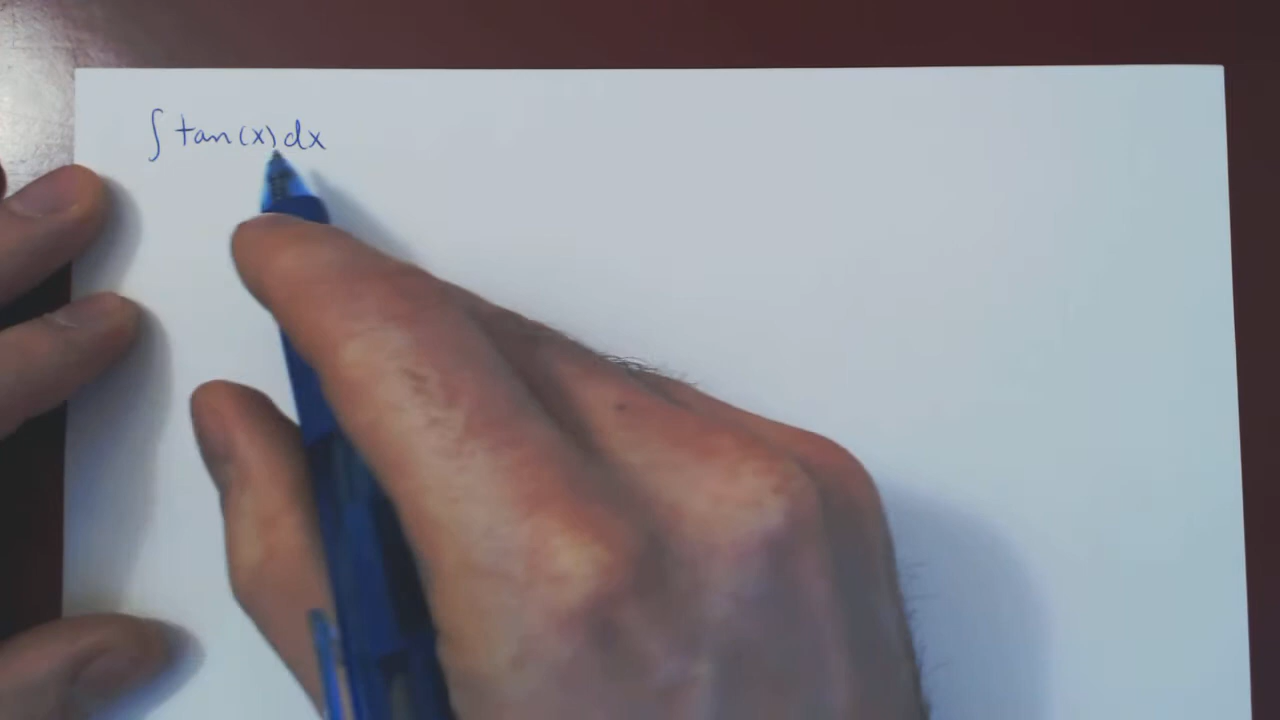 ∫ tan(x) dx